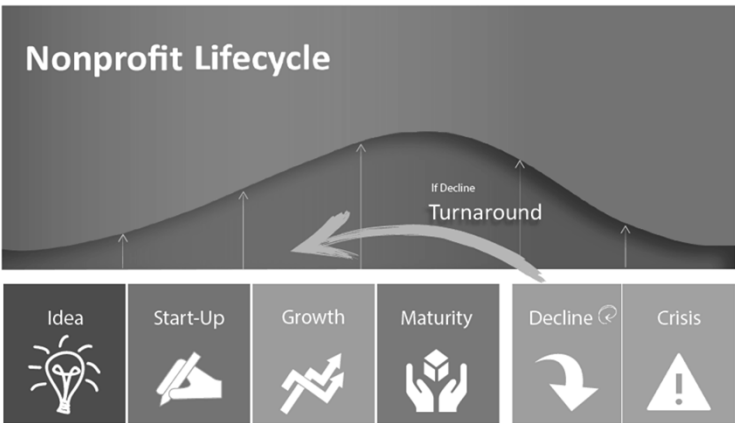 Nonprofit Lifecycle
If Decline
Turnaround
Idea
Start-Up
Growth
Maturity
Decline
Crisis